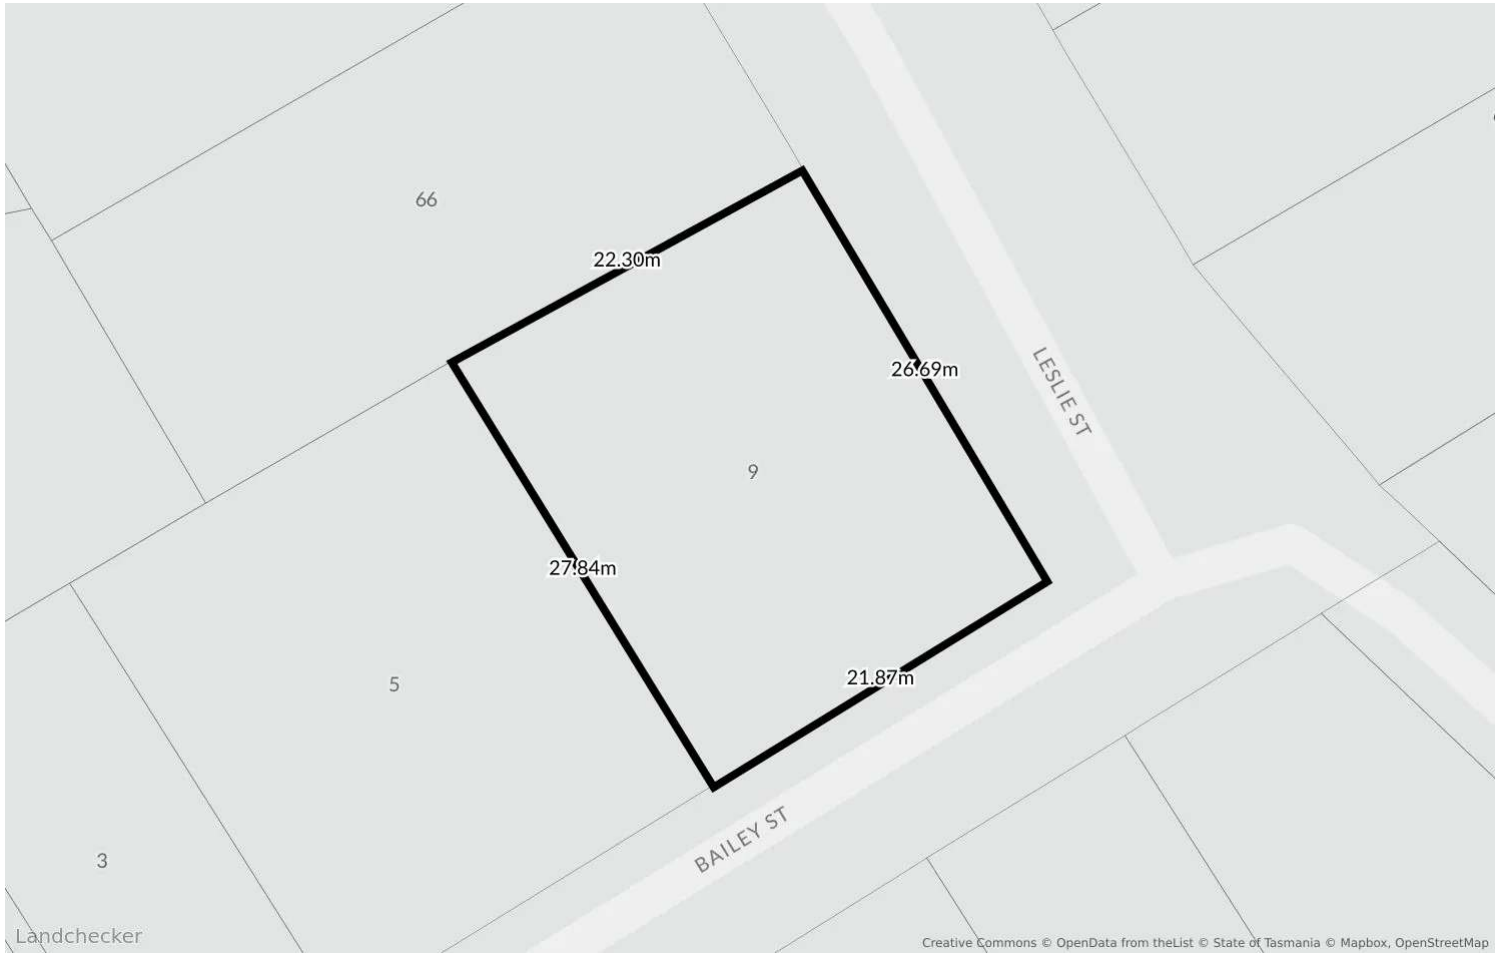 66
22.30m
26.69m
LESLIE ST
9
27.84m
21.87m
5
BAILEY ST
3
Landchecker
Creative Commons © OpenData from theList © State of Tasmania © Mapbox, OpenStreetMap